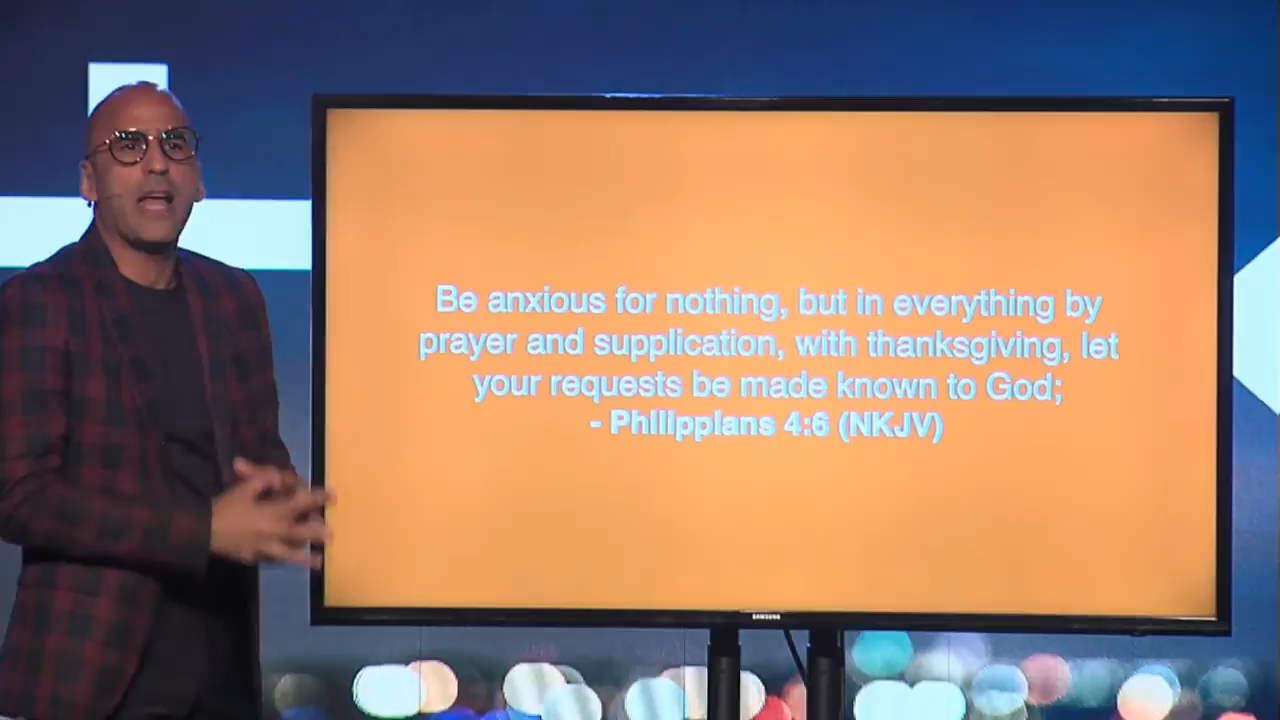 Be anxious for nothing, but in everything by
prayer and supplication, with thanksgiving, let
your requests be made known to God;
- Philippians 4:6 (NKJV)
SAMSUNG